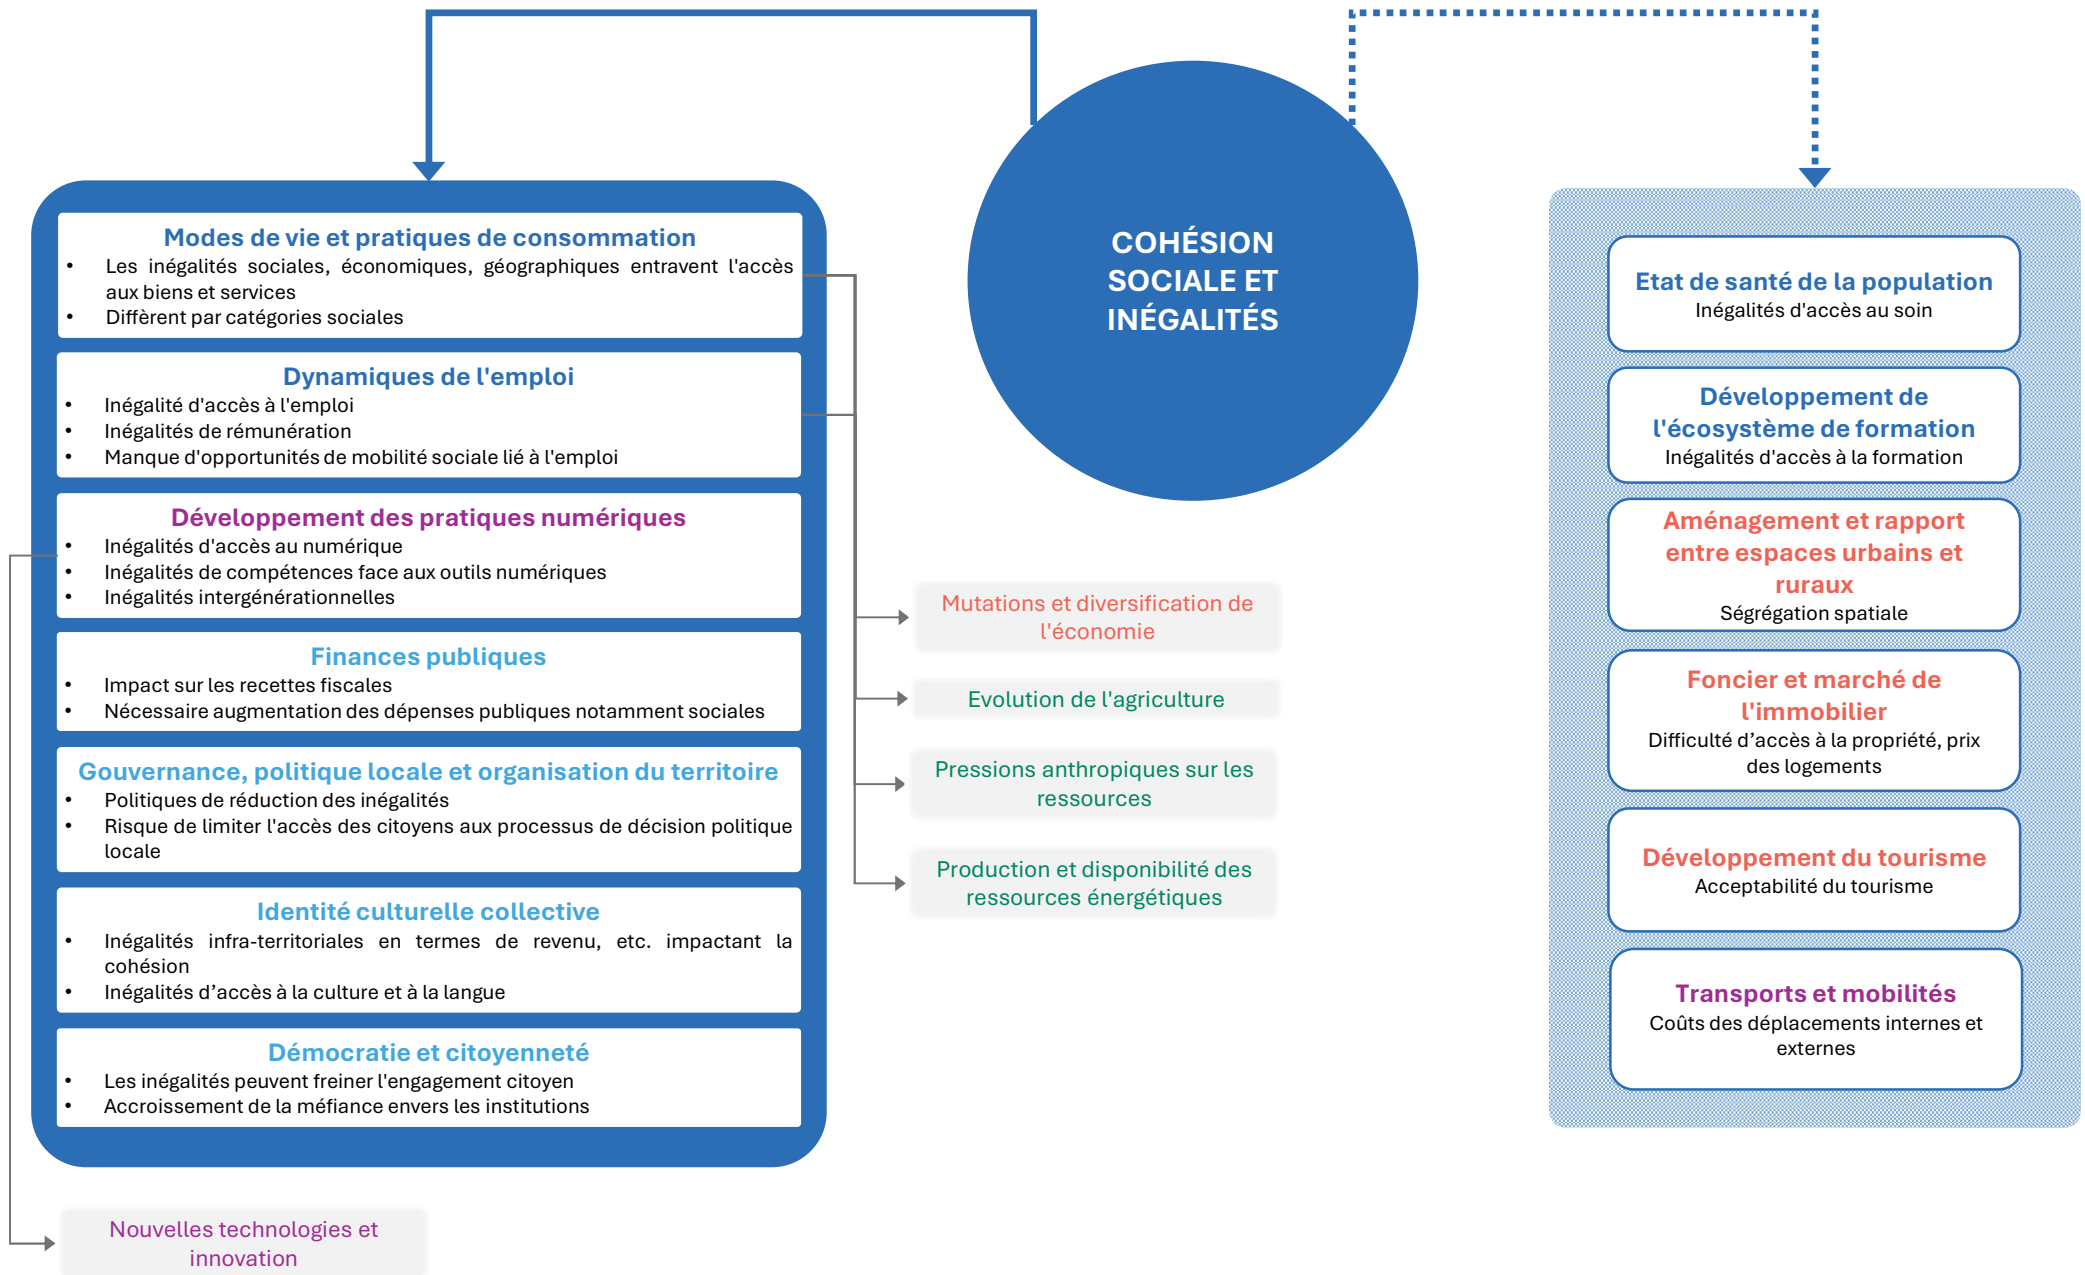 COHÉSION
SOCIALE ET
INÉGALITÉS
Modes de vie et pratiques de consommation
• Les inégalités sociales, économiques, géographiques entravent l'accès
aux biens et services
• Diffèrent par catégories sociales
Dynamiques de l'emploi
• Inégalité d'accès à l'emploi
• Inégalités de rémunération
• Manque d'opportunités de mobilité sociale lié à l'emploi
Développement des pratiques numériques
• Inégalités d'accès au numérique
• Inégalités de compétences face aux outils numériques
• Inégalités intergénérationnelles
Finances publiques
• Impact sur les recettes fiscales
• Nécessaire augmentation des dépenses publiques notamment sociales
Gouvernance, politique locale et organisation du territoire
• Politiques de réduction des inégalités
• Risque de limiter l'accès des citoyens aux processus de décision politique
locale
Identité culturelle collective
• Inégalités infra-territoriales en termes de revenu, etc. impactant la
cohésion
• Inégalités d’accès à la culture et à la langue
Démocratie et citoyenneté
• Les inégalités peuvent freiner l'engagement citoyen
• Accroissement de la méfiance envers les institutions
Nouvelles technologies et
innovation
Mutations et diversification de
l'économie
Evolution de l'agriculture
Pressions anthropiques sur les
ressources
Production et disponibilité des
ressources énergétiques
Etat de santé de la population
Inégalités d'accès au soin
Développement de
l'écosystème de formation
Inégalités d'accès à la formation
Aménagement et rapport
entre espaces urbains et
ruraux
Ségrégation spatiale
Foncier et marché de
l'immobilier
Difficulté d’accès à la propriété, prix
des logements
Développement du tourisme
Acceptabilité du tourisme
Transports et mobilités
Coûts des déplacements internes et
externes